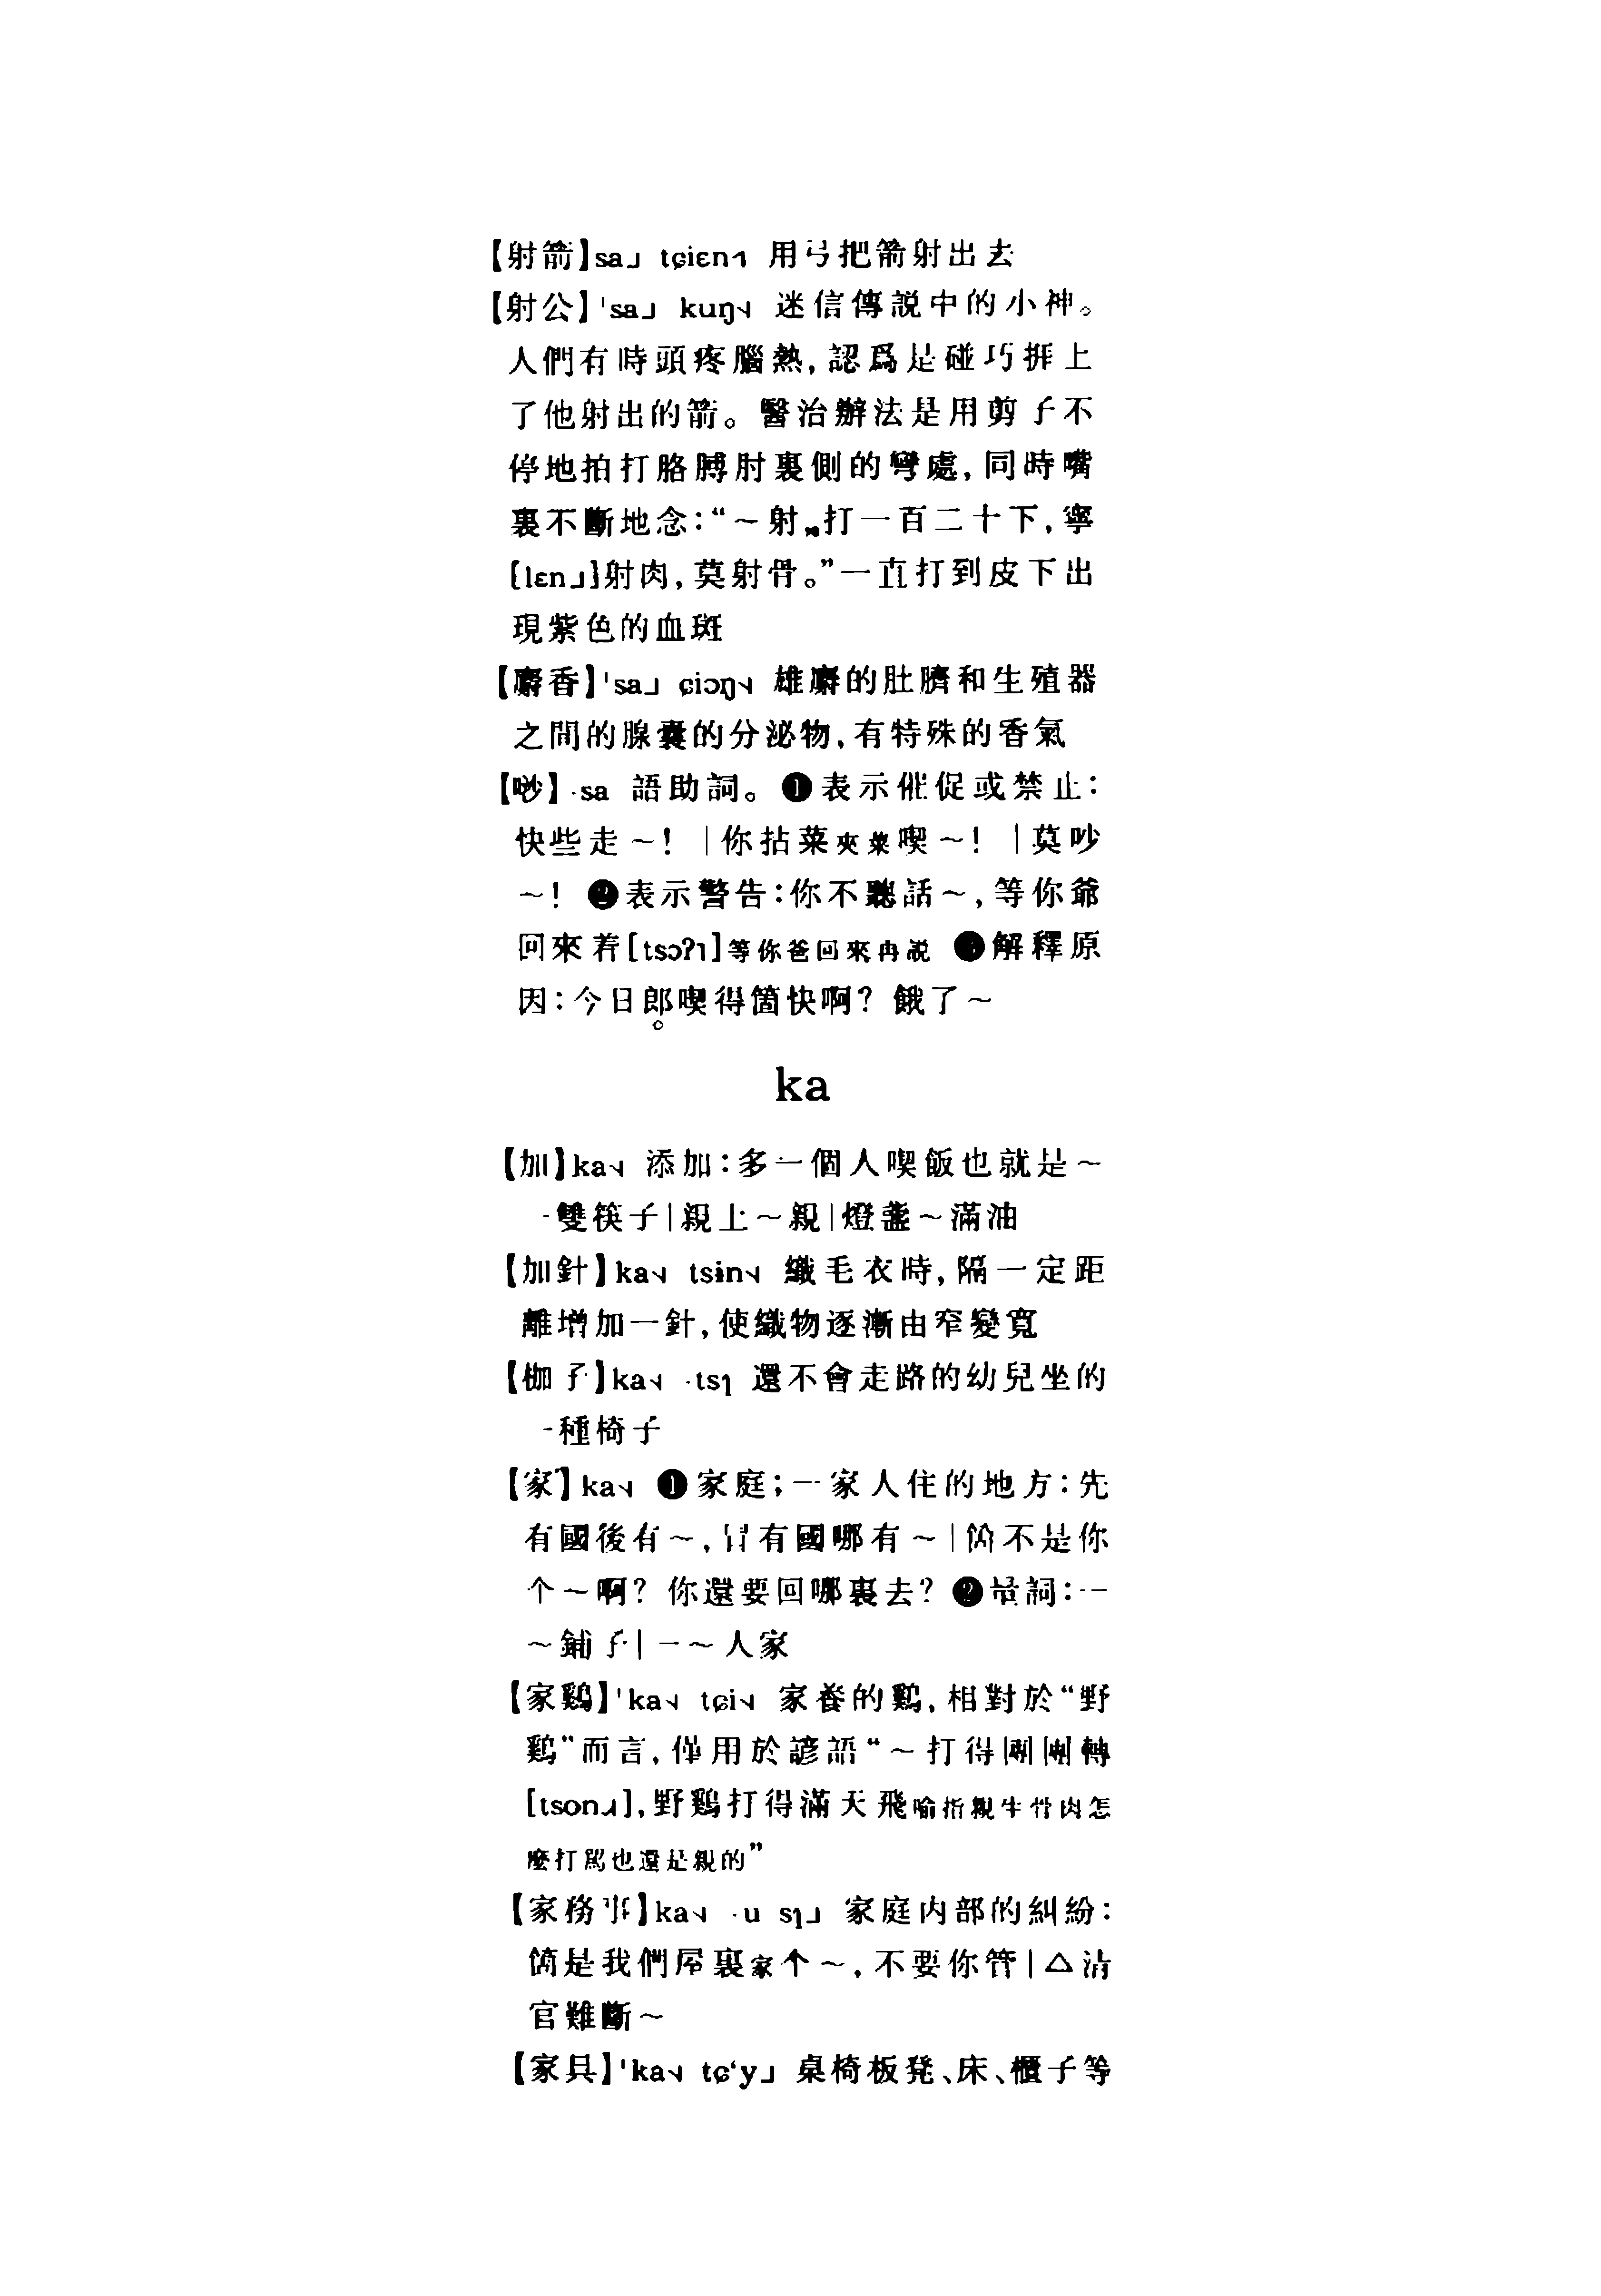 【射箭】sa˩ tɕiɛn˧˥ 用弓把箭射出去
【射公】'sa˩ kuŋ˧ 迷信傳説中的小神。
人們有時頭疼腦熱，認爲是碰巧捱上
了他射出的箭。醫治辦法是用剪子不
停地拍打胳膊肘裏側的彎處，同時嘴
裏不斷地念：“～射，打一百二十下，寧
[lɛn˩]射肉，莫射骨。”一直打到皮下出
現紫色的血斑
【麝香】'sa˩ ɕiɔŋ˧ 雄麝的肚臍和生殖器
之間的腺囊的分泌物，有特殊的香氣
【唦】·sa 語助詞。❶表示催促或禁止：
快些走～！｜你拈菜夾菜喫～！｜莫吵
～！❷表示警告：你不聽話～，等你爺
回來着[tsɔʔ˥]等你爸回來再説 ❸解釋原
因：今日郎。喫得箇快啊？餓了～
ka
【加】ka˧ 添加：多一個人喫飯也就是～
一雙筷子｜親上～親｜燈盞～滿油
【加針】ka˧ tsɨn˧ 織毛衣時，隔一定距
離增加一針，使織物逐漸由窄變寬
【枷子】ka˧ ·tsɿ 還不會走路的幼兒坐的
一種椅子
【家】ka˧ ❶家庭；一家人住的地方：先
有國後有～，冇有國哪有～｜箇不是你
个～啊？你還要回哪裏去？❷量詞：一
～鋪子｜一～人家
【家鷄】'ka˧ tɕi˧ 家養的鷄，相對於“野
鷄”而言，僅用於諺語“～打得團團轉
[tson˨˩]，野鷄打得滿天飛喻指親生骨肉怎
麽打駡也還是親的”
【家務事】ka˧ ·u sɿ˩ 家庭内部的糾紛：
箇是我們屋裏家个～，不要你管｜△清
官難斷～
【家具】'ka˧ tɕ‘y˩ 桌椅板凳、床、櫃子等